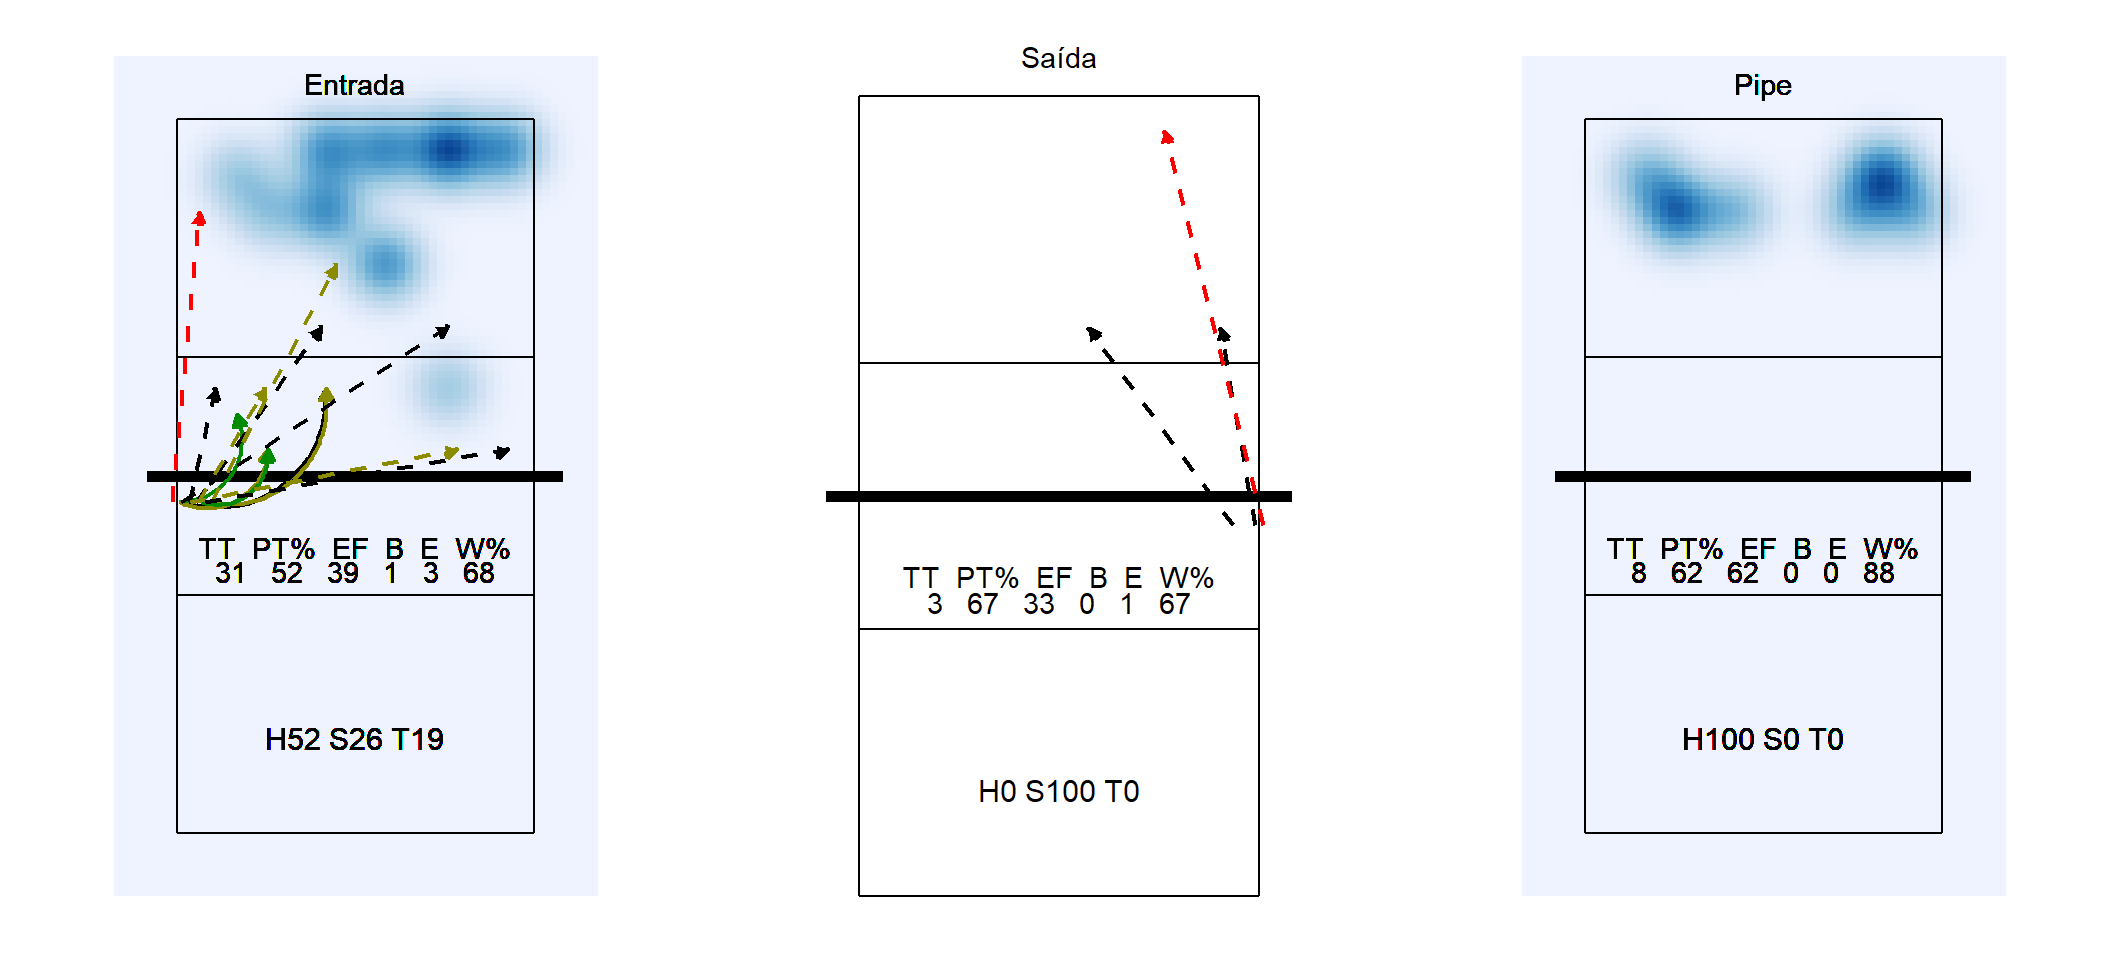 Entrada
TT PT% EF B E W%
31 52 39 1 3 68
H52 S26 T19
Saída
TT PT% EF B E W%
3 67 33 0 1 67
H0 S100 T0
Pipe
TT PT% EF B E W%
8 62 62 0 0 88
H100 S0 T0